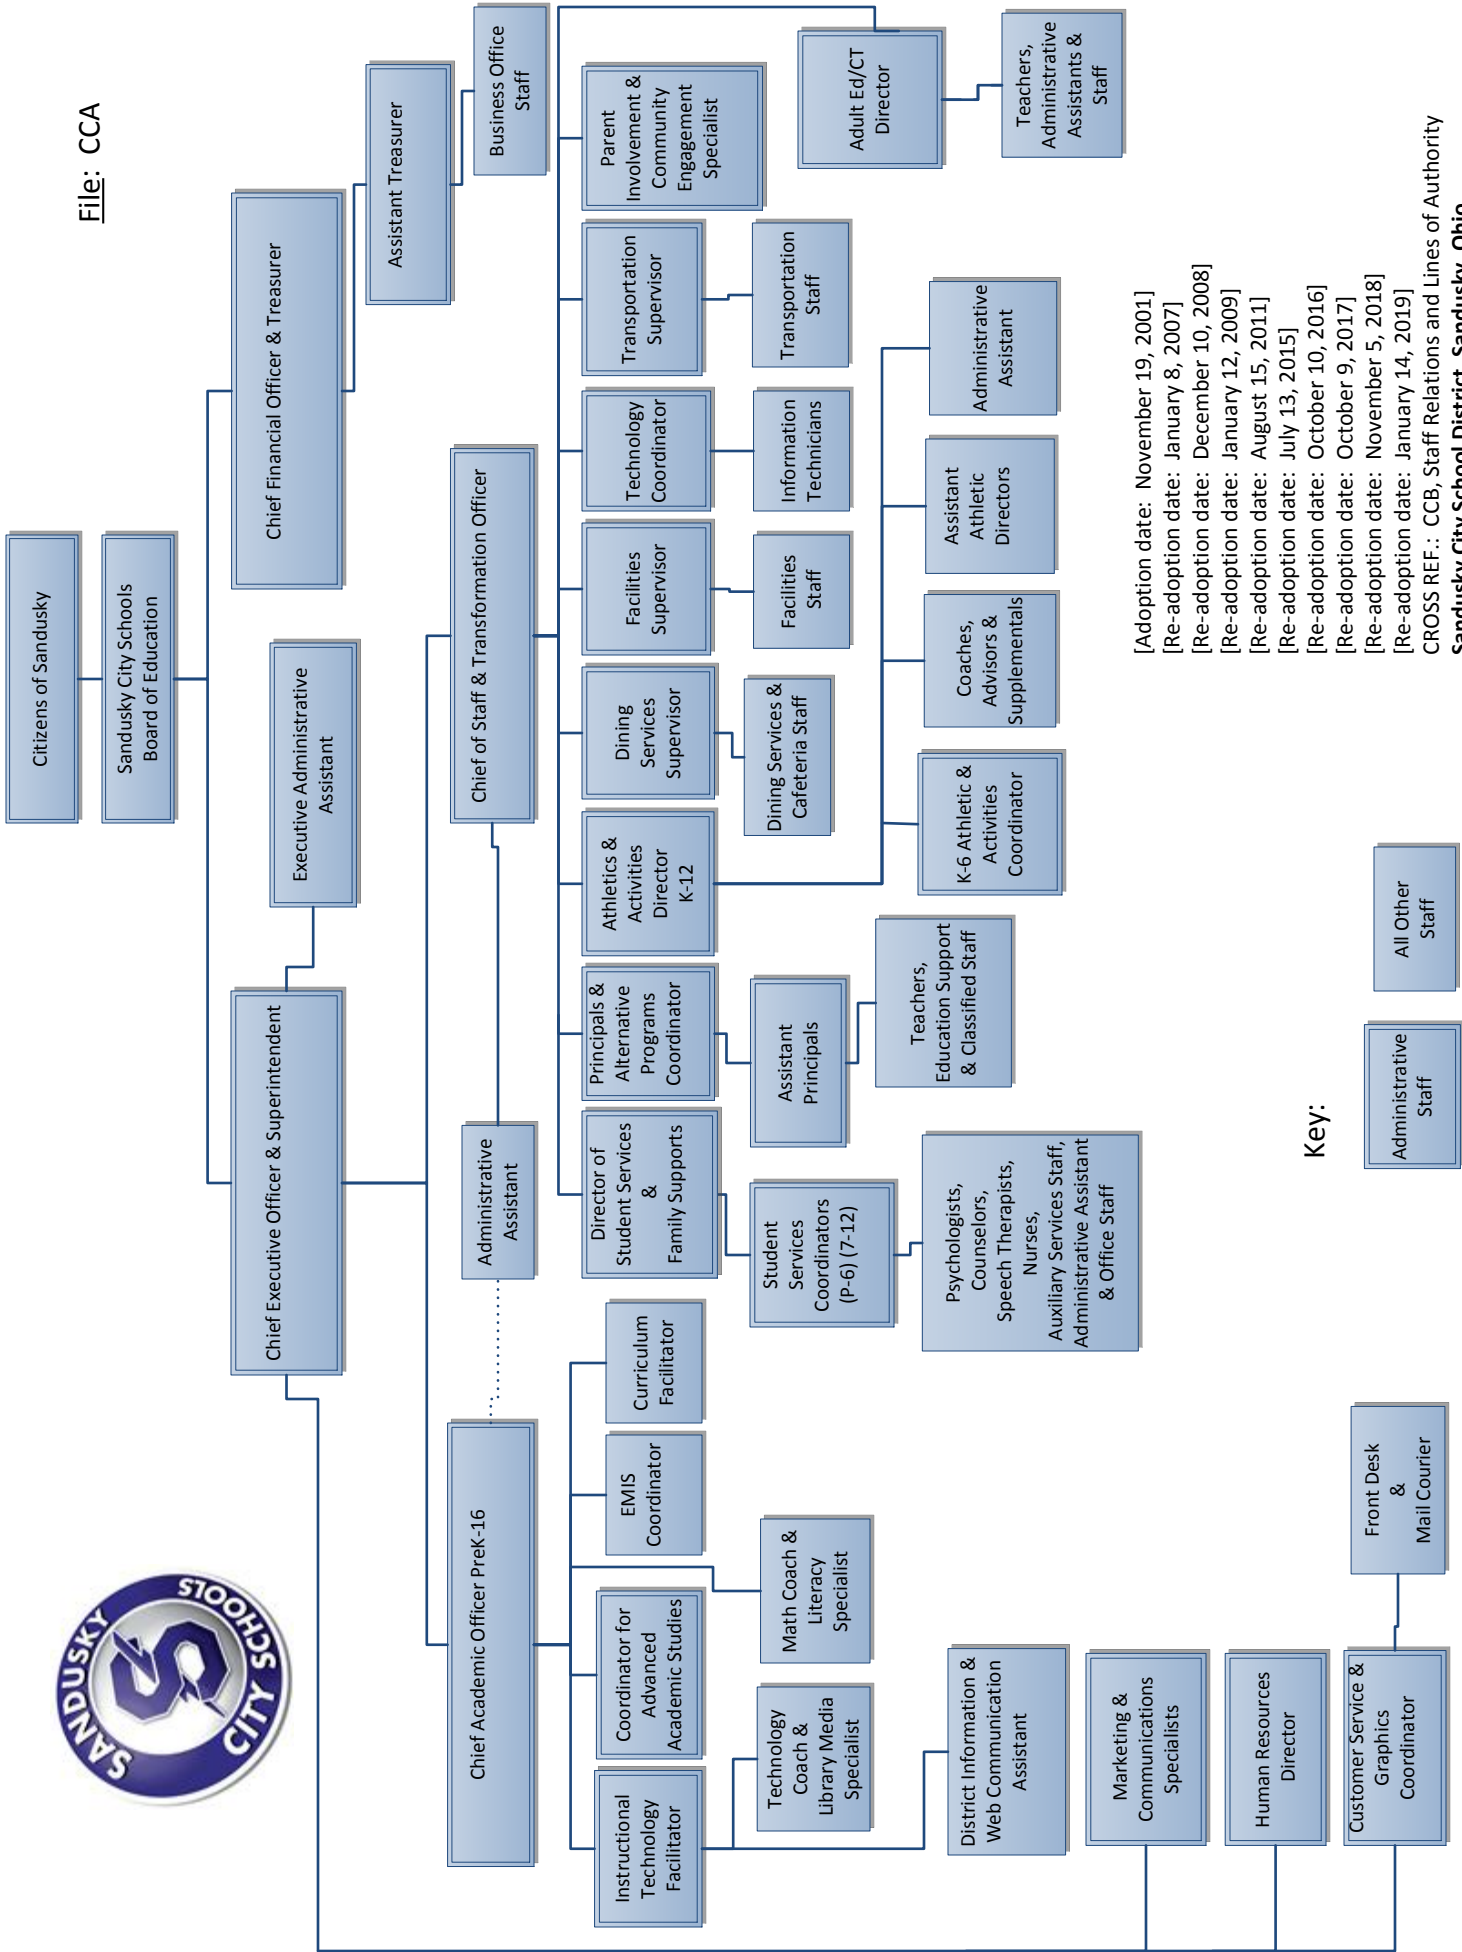 SANDUSKY
CITY SCHOOLS
File: CCA
Citizens of Sandusky
Sandusky City Schools
Board of Education
Chief Executive Officer & Superintendent
Chief Financial Officer & Treasurer
Executive Administrative
Assistant
Assistant Treasurer
Business Office
Staff
Chief Academic Officer PreK-16
Administrative
Assistant
Chief of Staff & Transformation Officer
Instructional
Technology
Facilitator
Coordinator for
Advanced
Academic Studies
EMIS
Coordinator
Curriculum
Facilitator
Director of
Student Services
&
Family Supports
Principals &
Alternative
Programs
Coordinator
Athletics &
Activities
Director
K-12
Dining
Services
Supervisor
Facilities
Supervisor
Technology
Coordinator
Transportation
Supervisor
Parent
Involvement &
Community
Engagement
Specialist
Technology
Coach &
Library Media
Specialist
Math Coach &
Literacy
Specialist
Student
Services
Coordinators
(P-6) (7-12)
Assistant
Principals
Dining Services &
Cafeteria Staff
Facilities
Staff
Information
Technicians
Transportation
Staff
Adult Ed/CT
Director
District Information &
Web Communication
Assistant
Psychologists,
Counselors,
Speech Therapists,
Nurses,
Auxiliary Services Staff,
Administrative Assistant
& Office Staff
Teachers,
Education Support
& Classified Staff
K-6 Athletic &
Activities
Coordinator
Coaches,
Advisors &
Supplementals
Assistant
Athletic
Directors
Administrative
Assistant
Teachers,
Administrative
Assistants &
Staff
Marketing &
Communications
Specialists
Human Resources
Director
Customer Service &
Graphics
Coordinator
Front Desk
&
Mail Courier
Key:
Administrative
Staff
All Other
Staff
[Adoption date: November 19, 2001]
[Re-adoption date: January 8, 2007]
[Re-adoption date: December 10, 2008]
[Re-adoption date: January 12, 2009]
[Re-adoption date: August 15, 2011]
[Re-adoption date: July 13, 2015]
[Re-adoption date: October 10, 2016]
[Re-adoption date: October 9, 2017]
[Re-adoption date: November 5, 2018]
[Re-adoption date: January 14, 2019]
CROSS REF.: CCB, Staff Relations and Lines of Authority
Sandusky City School District, Sandusky, Ohio